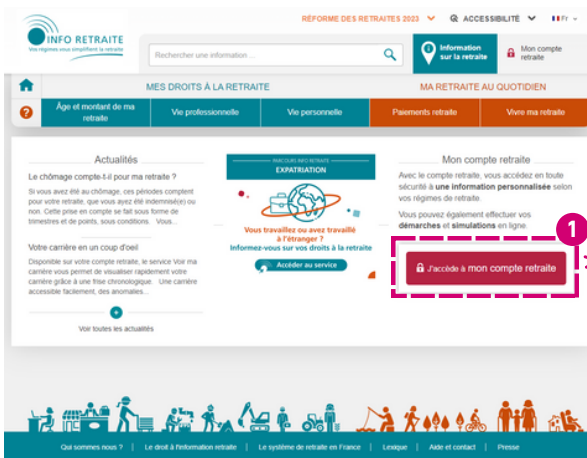 RÉFORME DES RETRAITES 2023
ACCESSIBILITÉ
Fr
INFO RETRAITE
Vos régimes vous simplifient la retraite
Rechercher une information ...
Information
sur la retraite
Mon compte
retraite
MES DROITS À LA RETRAITE
MA RETRAITE AU QUOTIDIEN
?
Âge et montant de ma
retraite
Vie professionnelle
Vie personnelle
Paiements retraite
Vivre ma retraite
Actualités
Le chômage compte-t-il pour ma retraite ?
Si vous avez été au chômage, ces périodes comptent
pour votre retraite, que vous ayez été indemnisé(e) ou
non. Cette prise en compte se fait sous forme de
trimestres et de points, sous conditions. Vous...
Votre carrière en un coup d'oeil
Disponible sur votre compte retraite, le service Voir ma
carrière vous permet de visualiser rapidement votre
carrière grâce à une frise chronologique. Une carrière
accessible facilement, des anomalies...
+
Voir toutes les actualités
PARCOURS INFO RETRAITE
EXPATRIATION
Vous travaillez ou avez travaillé
à l'étranger ?
Informez-vous sur vos droits à la retraite
Accéder au service
Mon compte retraite
Avec le compte retraite, vous accédez en toute
sécurité à une information personnalisée selon
vos régimes de retraite.
Vous pouvez également effectuer vos
démarches et simulations en ligne.
1
J'accède à mon compte retraite
Qui sommes nous ? | Le droit à l'information retraite | Le système de retraite en France | Lexique | Aide et contact | Presse